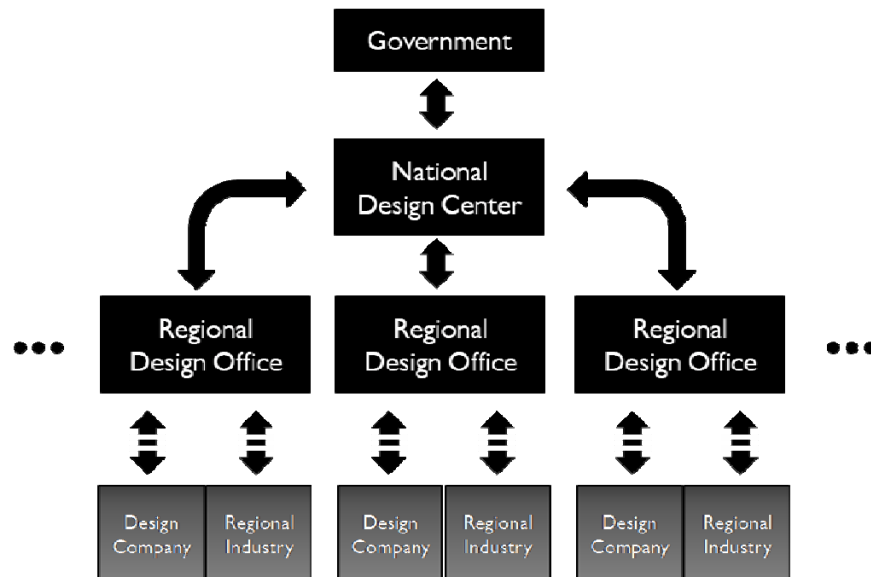 Government
National
Design Center
Regional
Design Office
Regional
Design Office
Regional
Design Office
Design
Company
Regional
Industry
Design
Company
Regional
Industry
Design
Company
Regional
Industry